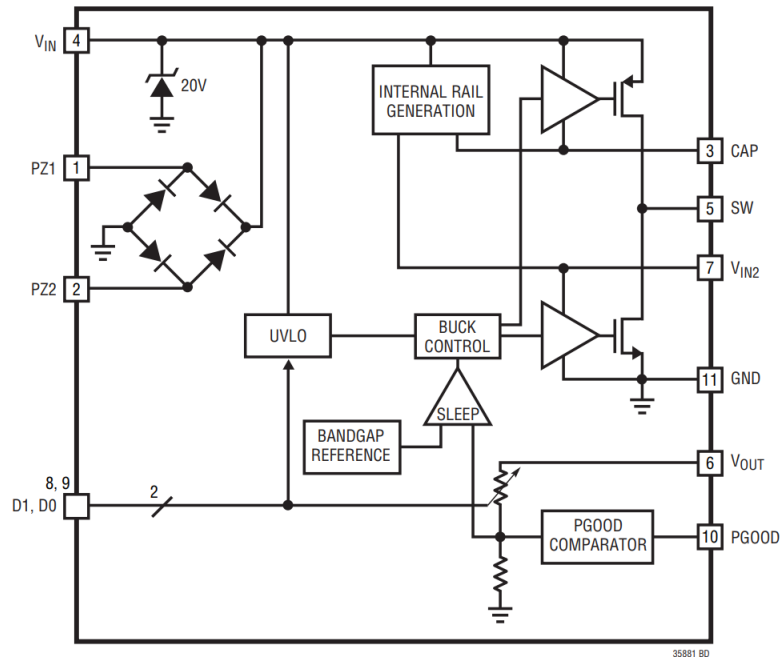 VIN 4
20V
INTERNAL RAIL
GENERATION
PZ1 1
3 CAP
5 SW
7 VIN2
PZ2 2
UVLO
BUCK
CONTROL
11 GND
SLEEP
BANDGAP
REFERENCE
6 VOUT
8, 9
D1, D0
2
PGOOD
COMPARATOR
10 PGOOD
35881 BD